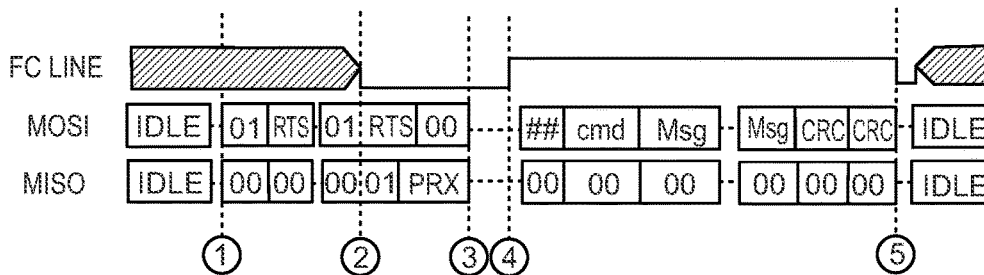 FC LINE
MOSI IDLE 01 RTS 01 RTS 00 ## cmd Msg Msg CRC CRC IDLE
MISO IDLE 00 00 00 01 PRX 00 00 00 00 00 00 IDLE
1 2 3 4 5